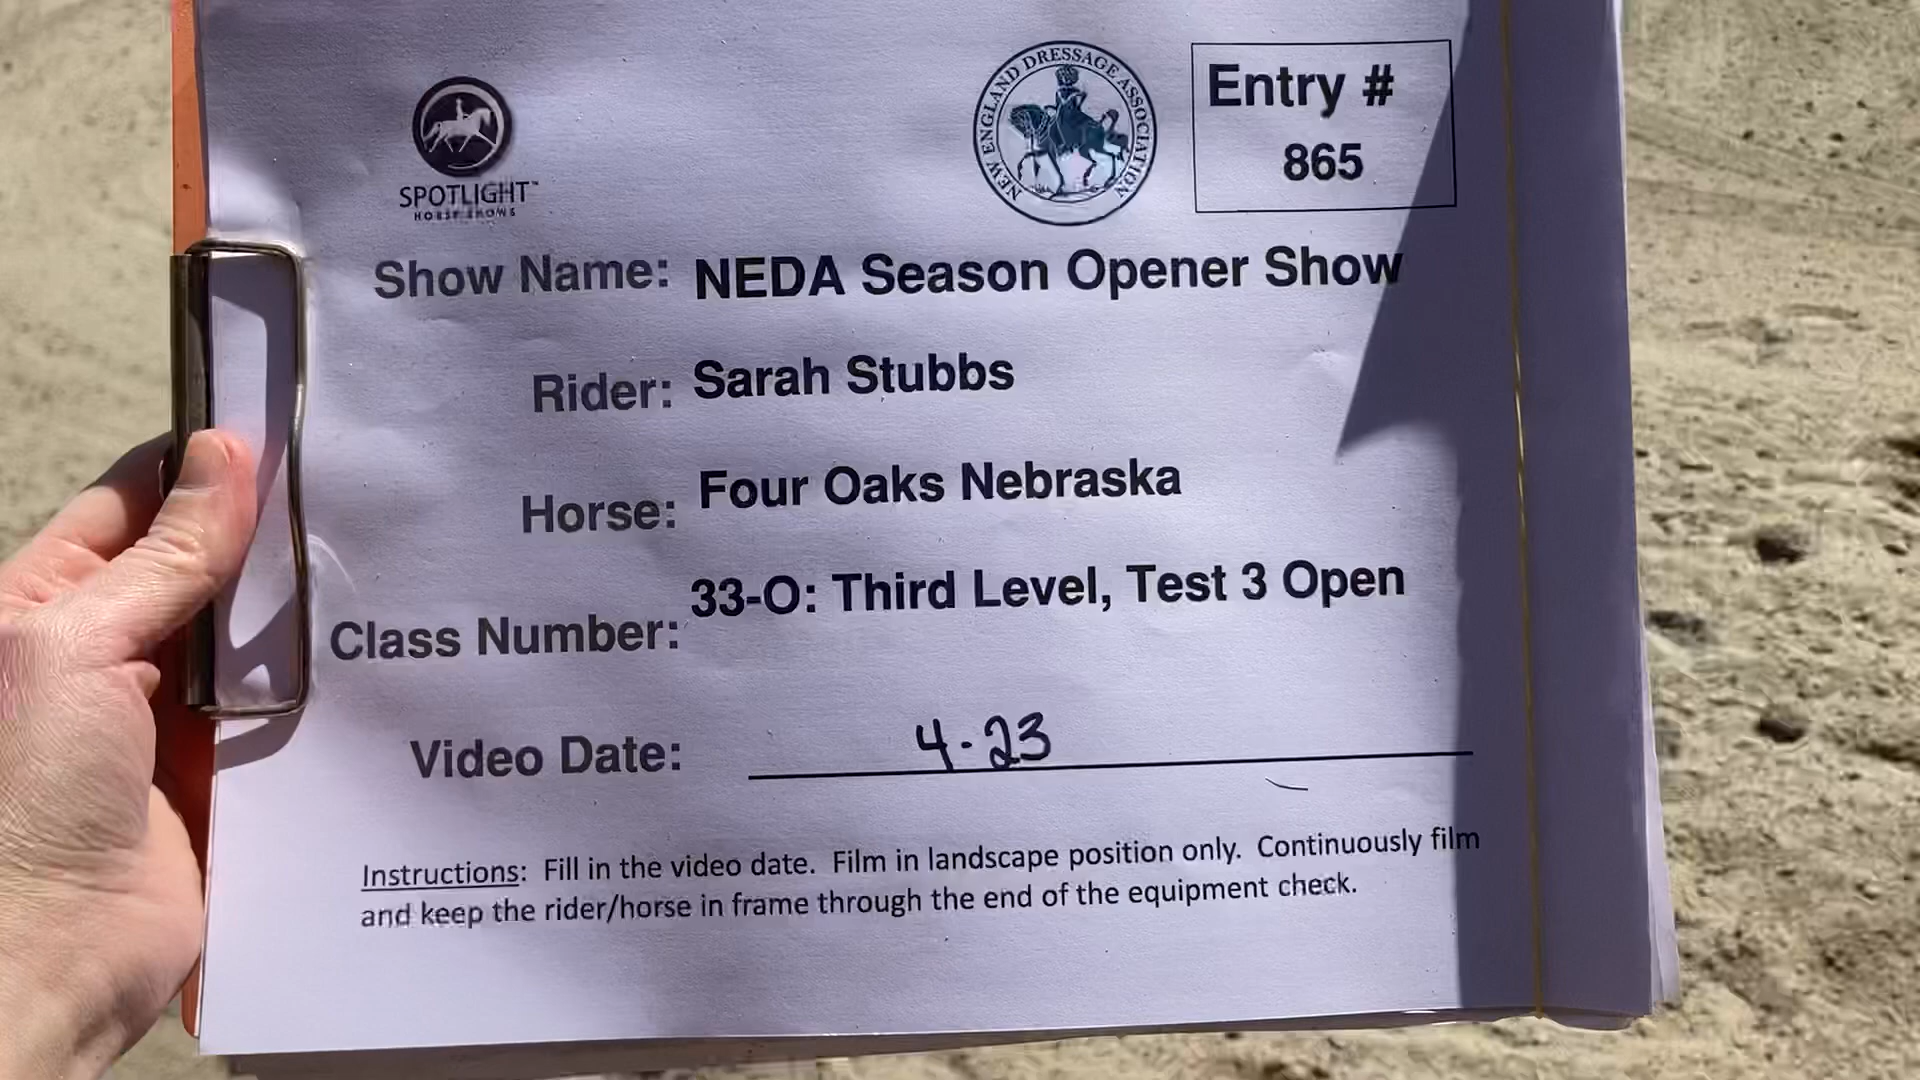 SPOTLIGHT™
HORSE SHOWS
NEW ENGLAND DRESSAGE ASSOCIATION
Entry #
865
Show Name: NEDA Season Opener Show
Rider: Sarah Stubbs
Horse: Four Oaks Nebraska
Class Number: 33-O: Third Level, Test 3 Open
Video Date: 4-23
Instructions: Fill in the video date. Film in landscape position only. Continuously film
and keep the rider/horse in frame through the end of the equipment check.